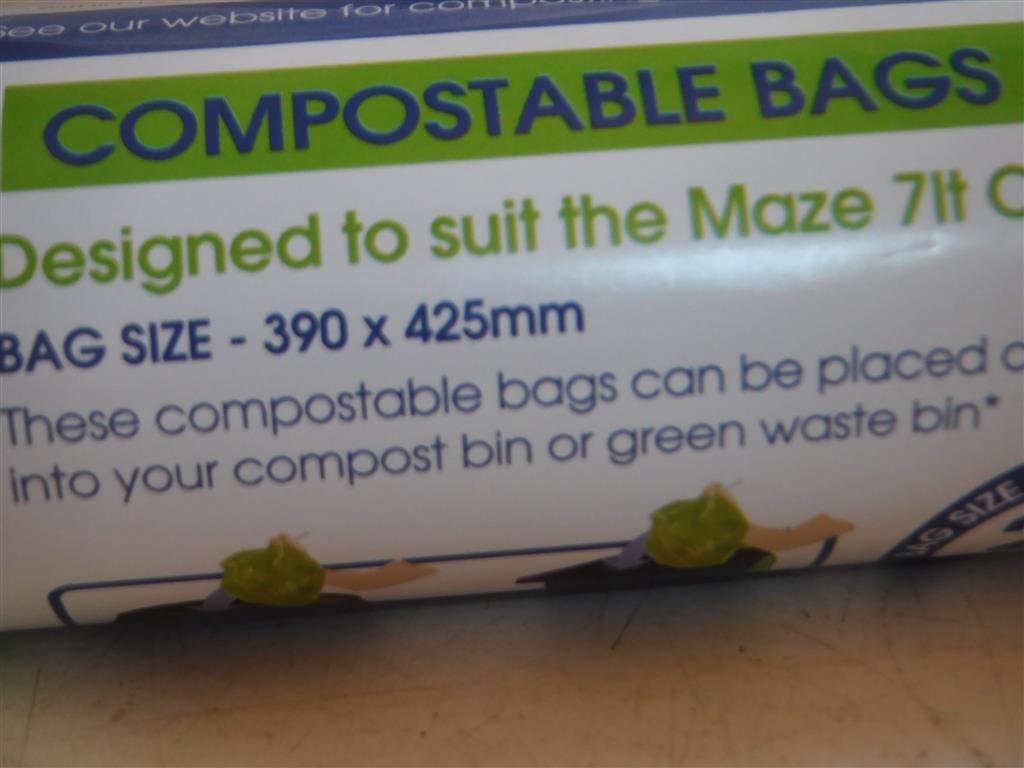 See our website for
COMPOSTABLE BAGS
Designed to suit the Maze 7lt
BAG SIZE - 390 x 425mm
These compostable bags can be placed
into your compost bin or green waste bin*
BAG SIZE